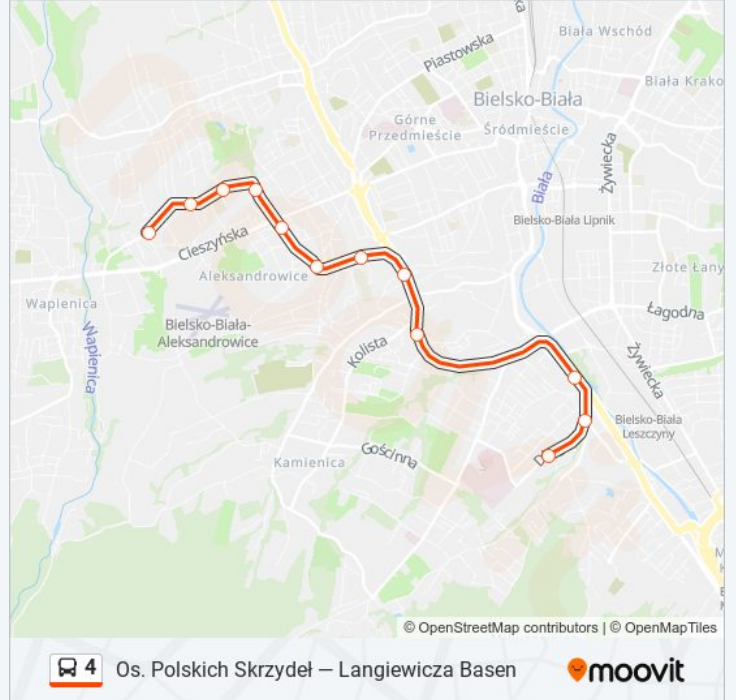 ka
Biała Wschód
Piastowska
Biała Krako
Bielsko-Biała
Górne
Przedmieście
Śródmieście
Żywiecka
Biała
Bielsko-Biała Lipnik
Cieszyńska
Złote Łany
Aleksandrowice
Wapienica
Łagodna
Bielsko-Biała-
Aleksandrowice
Wapienica
Kolista
Żywiecka
Bielsko-Biała
Leszczyny
Gościnna
Kamienica
© OpenStreetMap contributors | © OpenMapTiles
4 Os. Polskich Skrzydeł — Langiewicza Basen
moovit